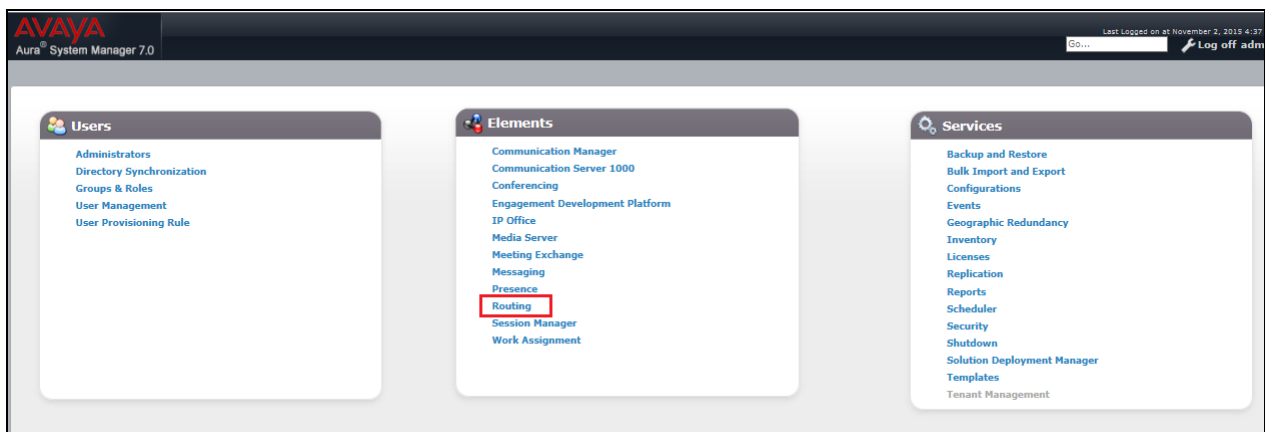 AVAYA
Aura® System Manager 7.0
Last Logged on at November 2, 2015 4:37
Go...
Log off adm
Users
Administrators
Directory Synchronization
Groups & Roles
User Management
User Provisioning Rule
Elements
Communication Manager
Communication Server 1000
Conferencing
Engagement Development Platform
IP Office
Media Server
Meeting Exchange
Messaging
Presence
Routing
Session Manager
Work Assignment
Services
Backup and Restore
Bulk Import and Export
Configurations
Events
Geographic Redundancy
Inventory
Licenses
Replication
Reports
Scheduler
Security
Shutdown
Solution Deployment Manager
Templates
Tenant Management